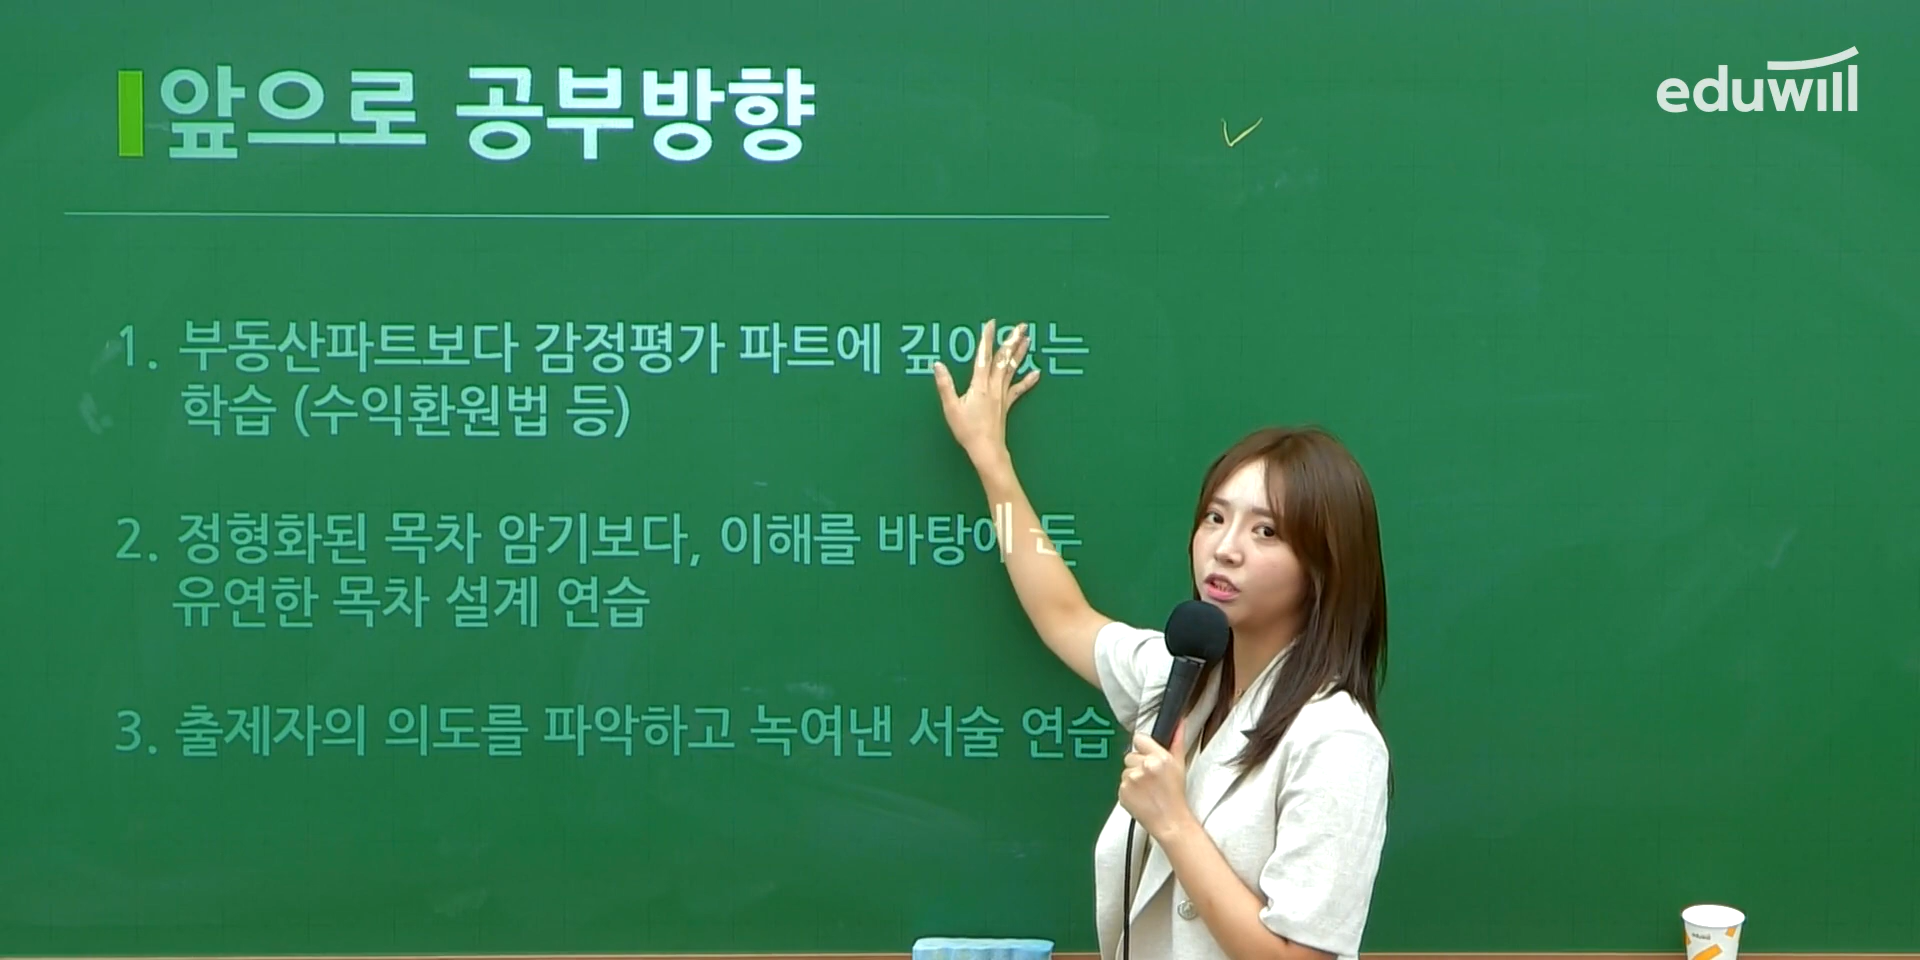 앞으로 공부방향
eduwill
1. 부동산파트보다 감정평가 파트에 깊이있는
학습 (수익환원법 등)
2. 정형화된 목차 암기보다, 이해를 바탕에 둔
유연한 목차 설계 연습
3. 출제자의 의도를 파악하고 녹여낸 서술 연습
eduwill